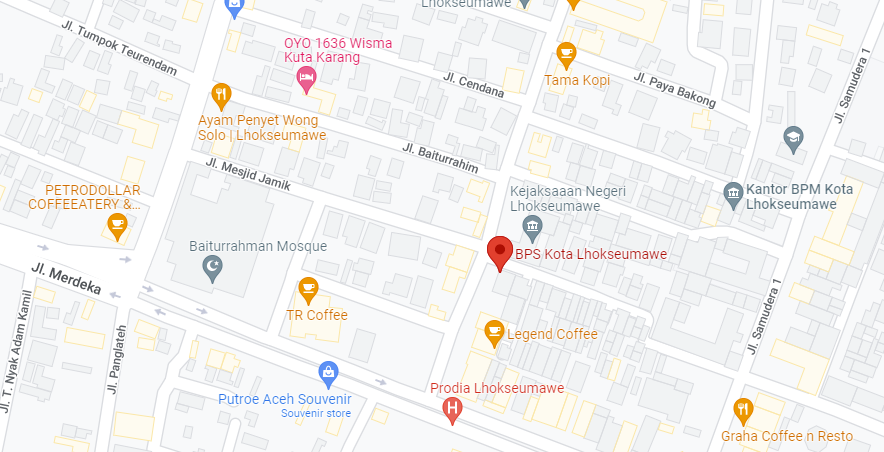 Lhokseumawe
Jl. Tumpok Teurendam
OYO 1636 Wisma
Kuta Karang
Jl. Cendana
Tama Kopi
Jl. Paya Bakong
Jl. Samudera 1
Ayam Penyet Wong
Solo | Lhokseumawe
Jl. Baiturrahim
Jl. Mesjid Jamik
PETRODOLLAR
COFFEEATERY &...
Kejaksaaan Negeri
Lhokseumawe
Kantor BPM Kota
Lhokseumawe
Baiturrahman Mosque
BPS Kota Lhokseumawe
Jl. Merdeka
TR Coffee
Legend Coffee
Jl. Samudera 1
Jl. T. Nyak Adam Kamil
Jl. Panglateh
Putroe Aceh Souvenir
Souvenir store
Prodia Lhokseumawe
H
Graha Coffee n Resto